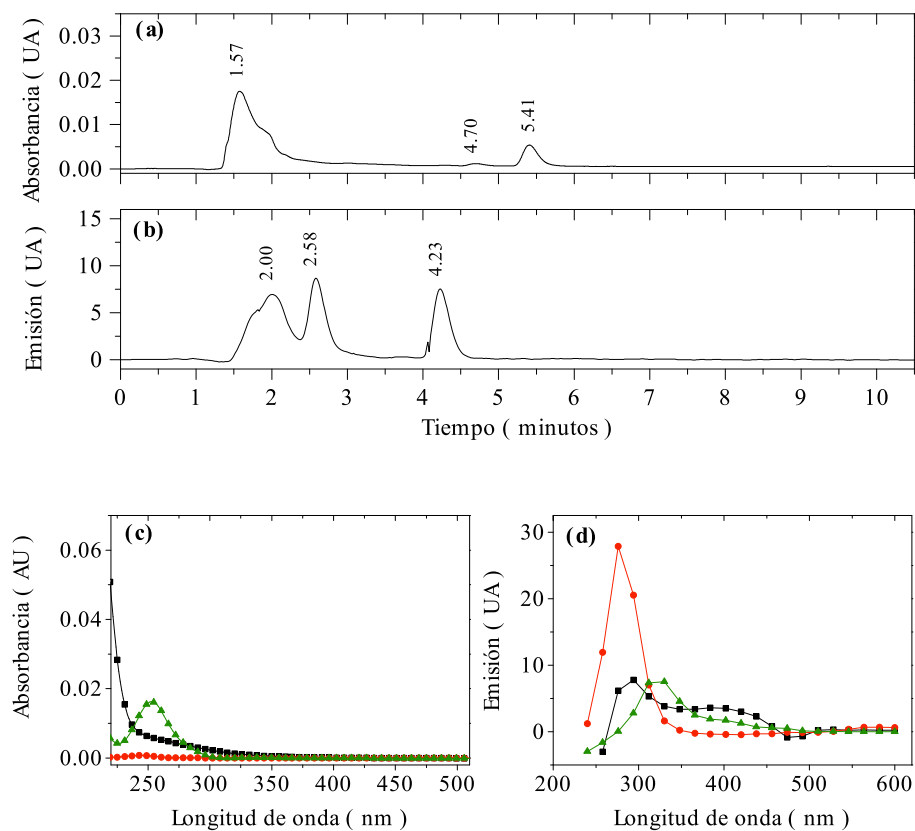 (a)
Absorbancia ( UA )
0.03
0.02
0.01
0.00
1.57
4.70
5.41
(b)
Emisión ( UA )
15
10
5
0
2.00
2.58
4.23
0 1 2 3 4 5 6 7 8 9 10
Tiempo ( minutos )
(c)
Absorbancia ( AU )
0.06
0.04
0.02
0.00
250 300 350 400 450 500
Longitud de onda ( nm )
(d)
Emisión ( UA )
30
20
10
0
200 300 400 500 600
Longitud de onda ( nm )